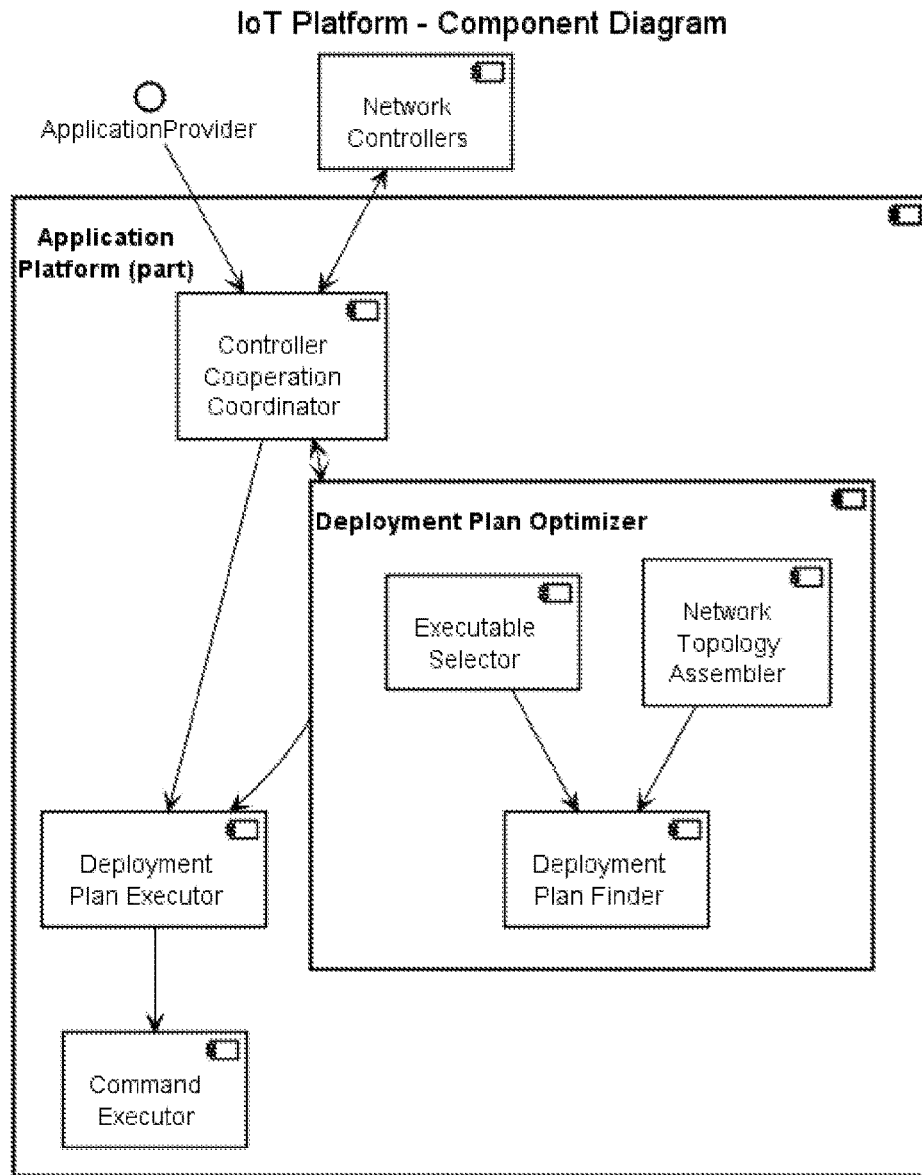 IoT Platform - Component Diagram
ApplicationProvider
Network
Controllers
Application
Platform (part)
Controller
Cooperation
Coordinator
Deployment Plan Optimizer
Executable
Selector
Network
Topology
Assembler
Deployment
Plan Executor
Deployment
Plan Finder
Command
Executor